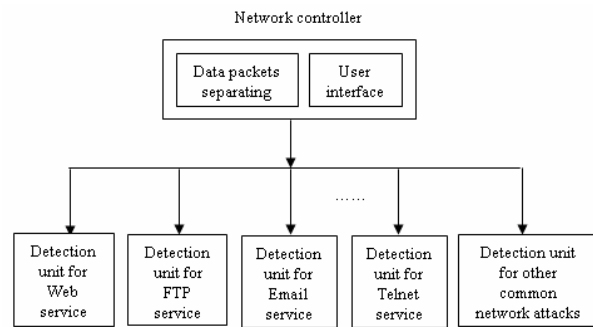 Network controller
Data packets
separating
User
interface
……
Detection
unit for
Web
service
Detection
unit for
FTP
service
Detection
unit for
Email
service
Detection
unit for
Telnet
service
Detection unit
for other
common
network attacks